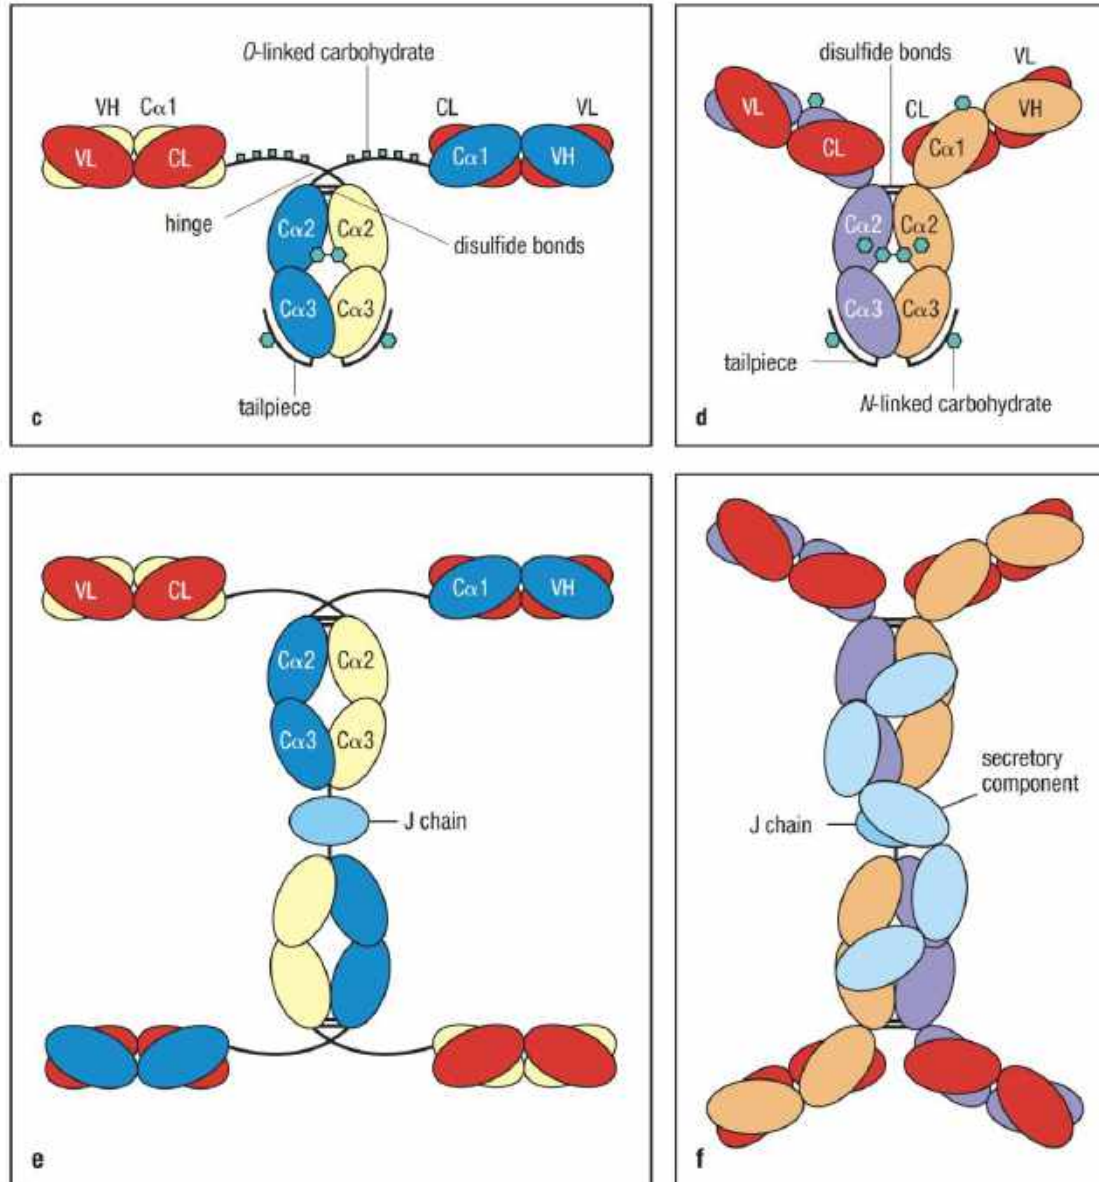 O-linked carbohydrate
VH Cα1
CL VL
VL CL
Cα1 VH
hinge
Cα2 Cα2
disulfide bonds
Cα3 Cα3
tailpiece
c
disulfide bonds
VL
VL
CL
VH
Cα1
CL
Cα2 Cα2
Cα3 Cα3
tailpiece
N-linked carbohydrate
d
VL CL
Cα1 VH
Cα2 Cα2
Cα3 Cα3
J chain
e
secretory
component
J chain
f